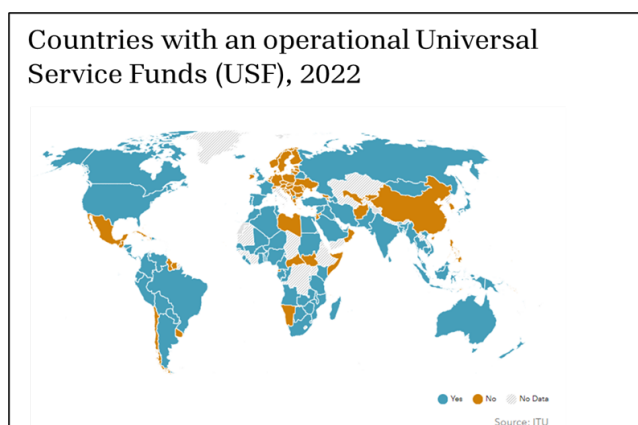 Countries with an operational Universal
Service Funds (USF), 2022
Yes No No Data
Source: ITU